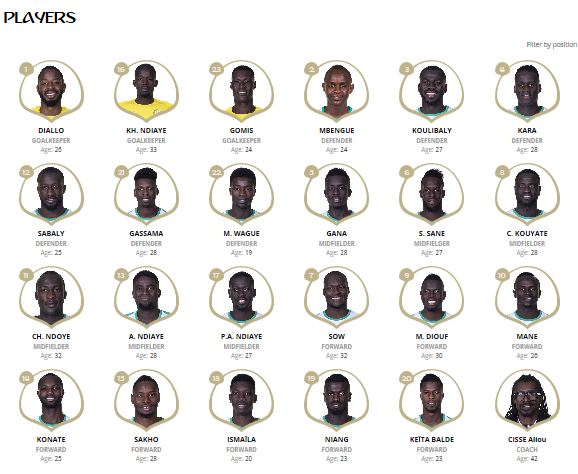 PLAYERS
Filter by position
1 16 23 2 3 4
DIALLO KH. NDIAYE GOMIS MBENGUE KOULIBALY KARA
GOALKEEPER GOALKEEPER GOALKEEPER DEFENDER DEFENDER DEFENDER
Age: 26 Age: 33 Age: 24 Age: 24 Age: 27 Age: 28
12 21 22 5 6 8
SABALY GASSAMA M. WAGUE GANA S. SANE C. KOUYATE
DEFENDER DEFENDER DEFENDER MIDFIELDER MIDFIELDER MIDFIELDER
Age: 25 Age: 28 Age: 19 Age: 28 Age: 27 Age: 28
11 13 17 7 9 10
CH. NDOYE A. NDIAYE P.A. NDIAYE SOW M. DIOUF MANE
MIDFIELDER MIDFIELDER MIDFIELDER FORWARD FORWARD FORWARD
Age: 32 Age: 28 Age: 27 Age: 32 Age: 30 Age: 26
14 15 18 19 20
KONATE SAKHO ISMAÏLA NIANG KEÏTA BALDE CISSE Aliou
FORWARD FORWARD FORWARD FORWARD FORWARD COACH
Age: 25 Age: 28 Age: 20 Age: 23 Age: 23 Age: 42